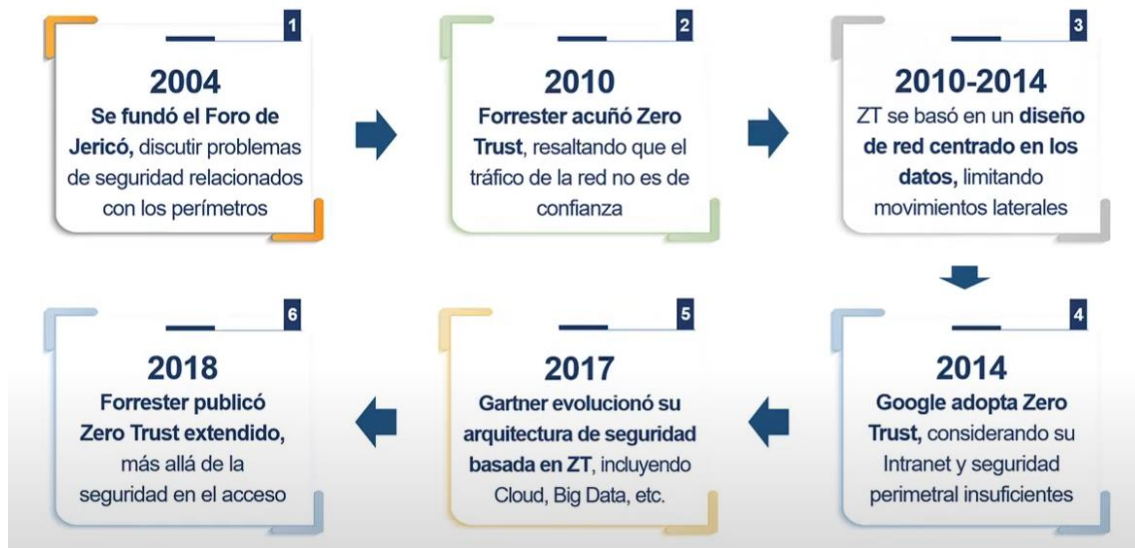 1
2004
Se fundó el Foro de
Jericó, discutir problemas
de seguridad relacionados
con los perímetros
2
2010
Forrester acuñó Zero
Trust, resaltando que el
tráfico de la red no es de
confianza
3
2010-2014
ZT se basó en un diseño
de red centrado en los
datos, limitando
movimientos laterales
4
2014
Google adopta Zero
Trust, considerando su
Intranet y seguridad
perimetral insuficientes
5
2017
Gartner evolucionó su
arquitectura de seguridad
basada en ZT, incluyendo
Cloud, Big Data, etc.
6
2018
Forrester publicó
Zero Trust extendido,
más allá de la
seguridad en el acceso